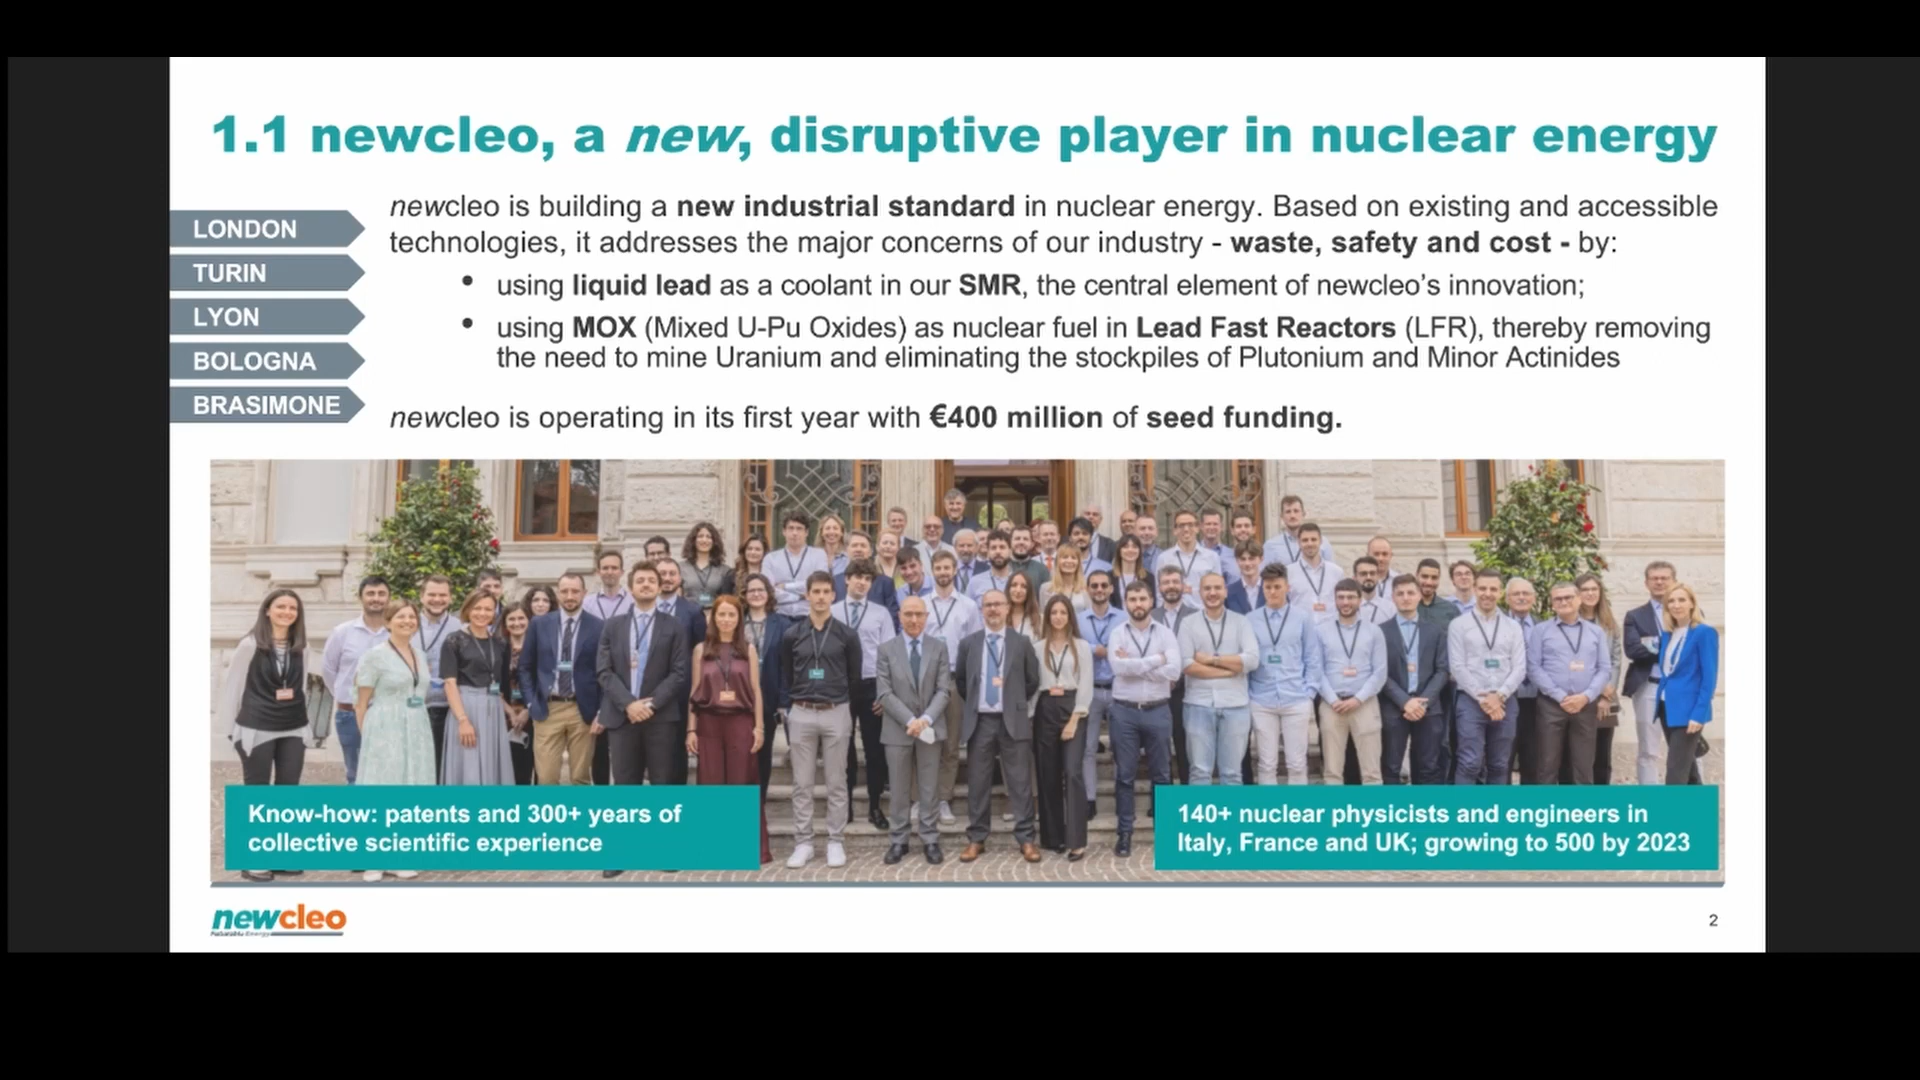 1.1 newcleo, a new, disruptive player in nuclear energy
LONDON
TURIN
LYON
BOLOGNA
BRASIMONE
newcleo is building a new industrial standard in nuclear energy. Based on existing and accessible
technologies, it addresses the major concerns of our industry - waste, safety and cost - by:
• using liquid lead as a coolant in our SMR, the central element of newcleo’s innovation;
• using MOX (Mixed U-Pu Oxides) as nuclear fuel in Lead Fast Reactors (LFR), thereby removing
the need to mine Uranium and eliminating the stockpiles of Plutonium and Minor Actinides
newcleo is operating in its first year with €400 million of seed funding.
Know-how: patents and 300+ years of
collective scientific experience
140+ nuclear physicists and engineers in
Italy, France and UK; growing to 500 by 2023
newcleo
2